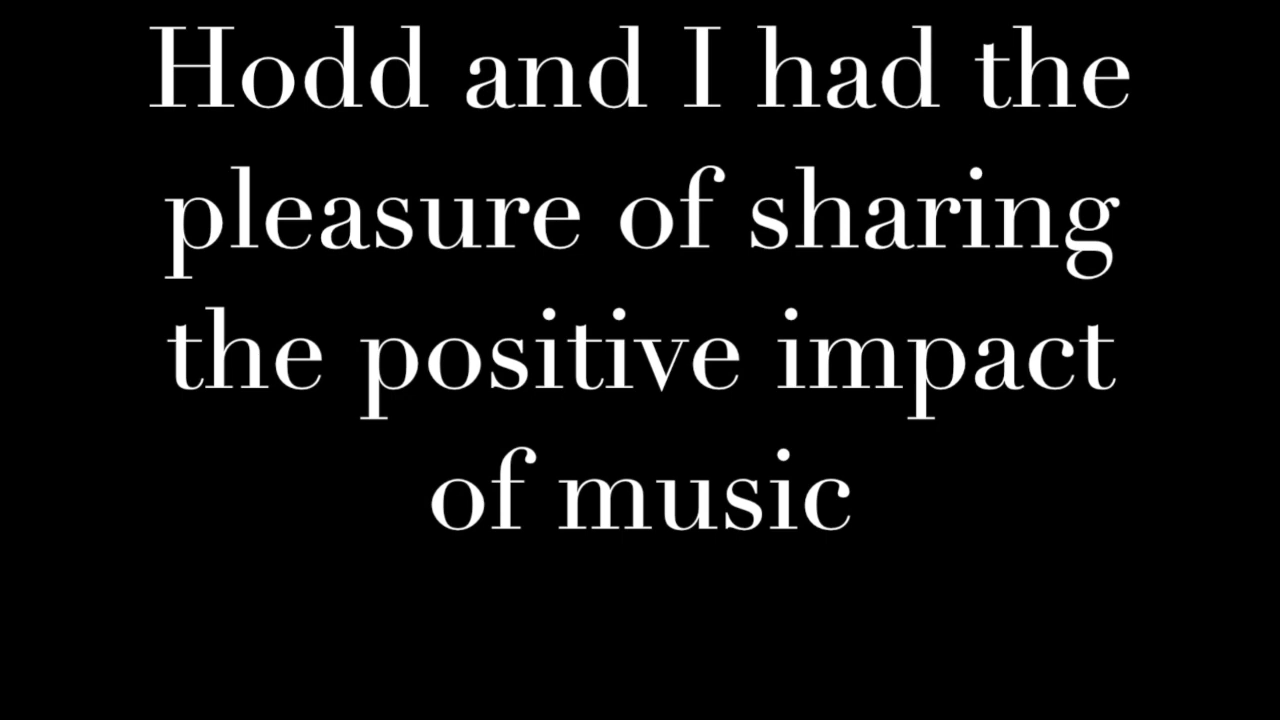 Hodd and I had the
pleasure of sharing
the positive impact
of music